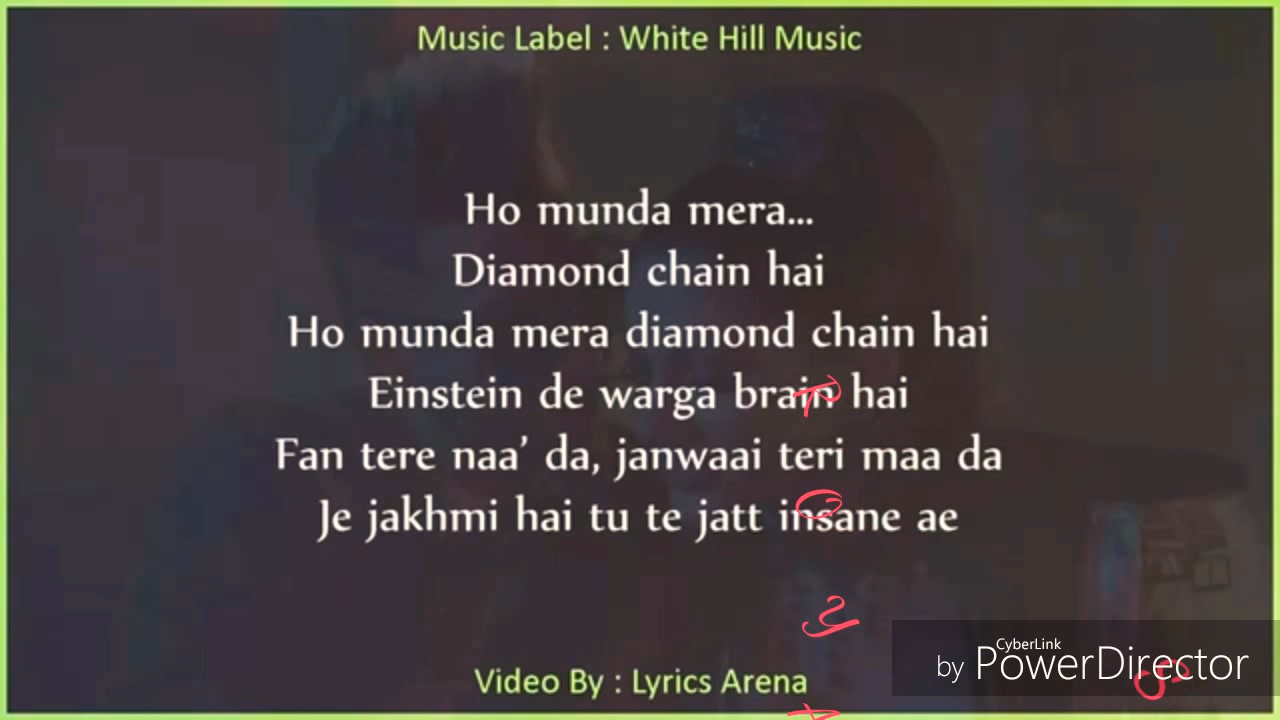 Music Label : White Hill Music
Ho munda mera...
Diamond chain hai
Ho munda mera diamond chain hai
Einstein de warga brain hai
Fan tere naa’ da, janwaai teri maa da
Je jakhmi hai tu te jatt insane ae
Video By : Lyrics Arena
CyberLink
by PowerDirector